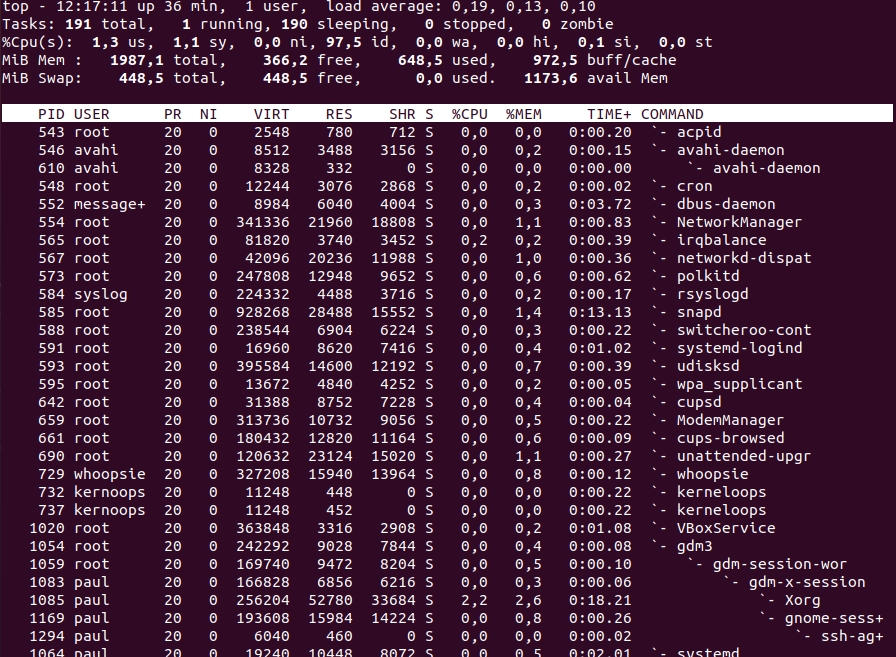 top - 12:17:11 up 36 min,  1 user,  load average: 0,19, 0,13, 0,10
Tasks: 191 total,   1 running, 190 sleeping,   0 stopped,   0 zombie
%Cpu(s):  1,3 us,  1,1 sy,  0,0 ni, 97,5 id,  0,0 wa,  0,0 hi,  0,1 si,  0,0 st
MiB Mem :   1987,1 total,    366,2 free,    648,5 used,    972,5 buff/cache
MiB Swap:    448,5 total,    448,5 free,      0,0 used.   1173,6 avail Mem
    PID USER      PR  NI    VIRT    RES    SHR S  %CPU  %MEM     TIME+ COMMAND
    543 root      20   0    2548    780    712 S   0,0   0,0   0:00.20  `- acpid
    546 avahi     20   0    8512   3488   3156 S   0,0   0,2   0:00.15  `- avahi-daemon
    610 avahi     20   0    8328    332      0 S   0,0   0,0   0:00.00      `- avahi-daemon
    548 root      20   0   12244   3076   2868 S   0,0   0,2   0:00.02  `- cron
    552 message+  20   0    8984   6040   4004 S   0,0   0,3   0:03.72  `- dbus-daemon
    554 root      20   0  341336  21960  18808 S   0,0   1,1   0:00.83  `- NetworkManager
    565 root      20   0   81820   3740   3452 S   0,2   0,2   0:00.39  `- irqbalance
    567 root      20   0   42096  20236  11988 S   0,0   1,0   0:00.36  `- networkd-dispat
    573 root      20   0  247808  12948   9652 S   0,0   0,6   0:00.62  `- polkitd
    584 syslog    20   0  224332   4488   3716 S   0,0   0,2   0:00.17  `- rsyslogd
    585 root      20   0  928268  28488  15552 S   0,0   1,4   0:13.13  `- snapd
    588 root      20   0  238544   6904   6224 S   0,0   0,3   0:00.22  `- switcheroo-cont
    591 root      20   0   16960   8620   7416 S   0,0   0,4   0:01.02  `- systemd-logind
    593 root      20   0  395584  14600  12192 S   0,0   0,7   0:00.39  `- udisksd
    595 root      20   0   13672   4840   4252 S   0,0   0,2   0:00.05  `- wpa_supplicant
    642 root      20   0   31388   8752   7228 S   0,0   0,4   0:00.04  `- cupsd
    659 root      20   0  313736  10732   9056 S   0,0   0,5   0:00.22  `- ModemManager
    661 root      20   0  180432  12820  11164 S   0,0   0,6   0:00.09  `- cups-browsed
    690 root      20   0  120632  23124  15020 S   0,0   1,1   0:00.27  `- unattended-upgr
    729 whoopsie  20   0  327208  15940  13964 S   0,0   0,8   0:00.12  `- whoopsie
    732 kernoops  20   0   11248    448      0 S   0,0   0,0   0:00.22  `- kerneloops
    737 kernoops  20   0   11248    452      0 S   0,0   0,0   0:00.22  `- kerneloops
   1020 root      20   0  363848   3316   2908 S   0,0   0,2   0:01.08  `- VBoxService
   1054 root      20   0  242292   9028   7844 S   0,0   0,4   0:00.08  `- gdm3
   1059 root      20   0  169740   9472   8204 S   0,0   0,5   0:00.10      `- gdm-session-wor
   1083 paul      20   0  166828   6856   6216 S   0,0   0,3   0:00.06          `- gdm-x-session
   1085 paul      20   0  256204  52780  33684 S   2,2   2,6   0:18.21              `- Xorg
   1169 paul      20   0  193608  15984  14224 S   0,0   0,8   0:00.26              `- gnome-sess+
   1294 paul      20   0    6040    460      0 S   0,0   0,0   0:00.02                  `- ssh-ag+
   1064 paul      20   0   19240  10448   8072 S   0,0   0,5   0:02.01  `- systemd